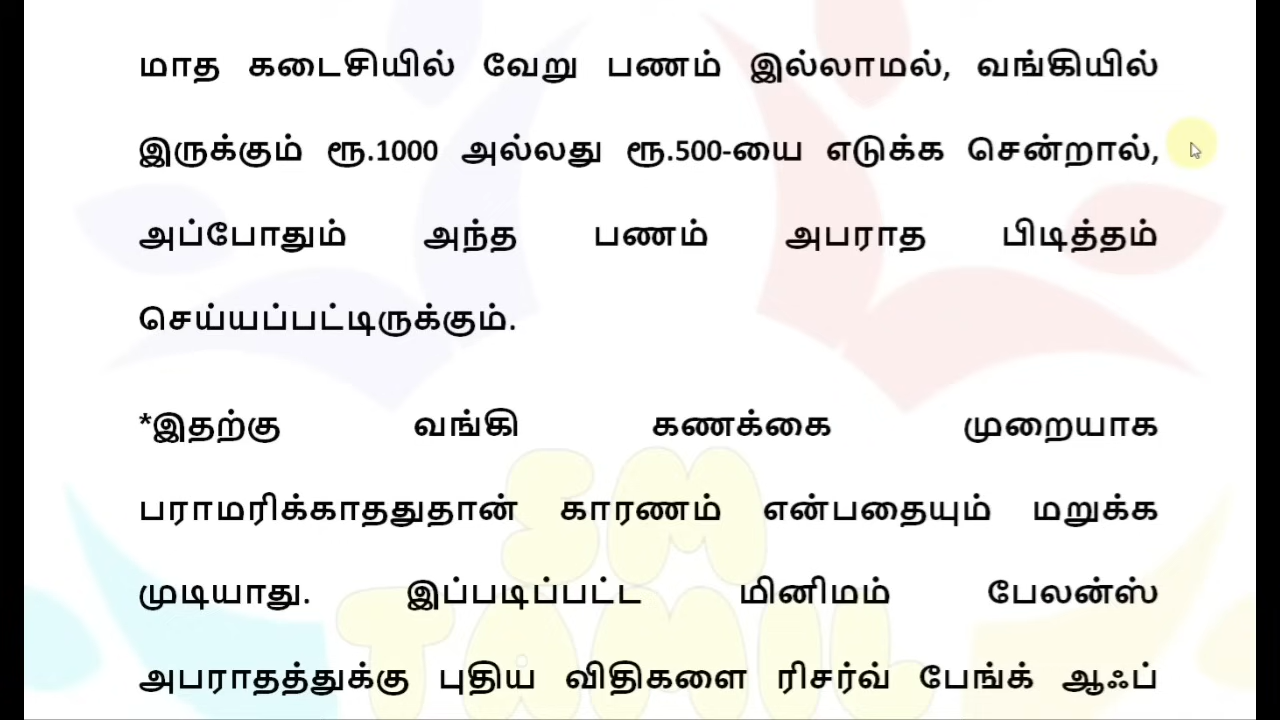 மாத கடைசியில் வேறு பணம் இல்லாமல், வங்கியில்
இருக்கும் ரூ.1000 அல்லது ரூ.500-யை எடுக்க சென்றால்,
அப்போதும் அந்த பணம் அபராத பிடித்தம்
செய்யப்பட்டிருக்கும்.
*இதற்கு வங்கி கணக்கை முறையாக
பராமரிக்காததுதான் காரணம் என்பதையும் மறுக்க
முடியாது. இப்படிப்பட்ட மினிமம் பேலன்ஸ்
அபராதத்துக்கு புதிய விதிகளை ரிசர்வ் பேங்க் ஆஃப்
SM
TAMIL